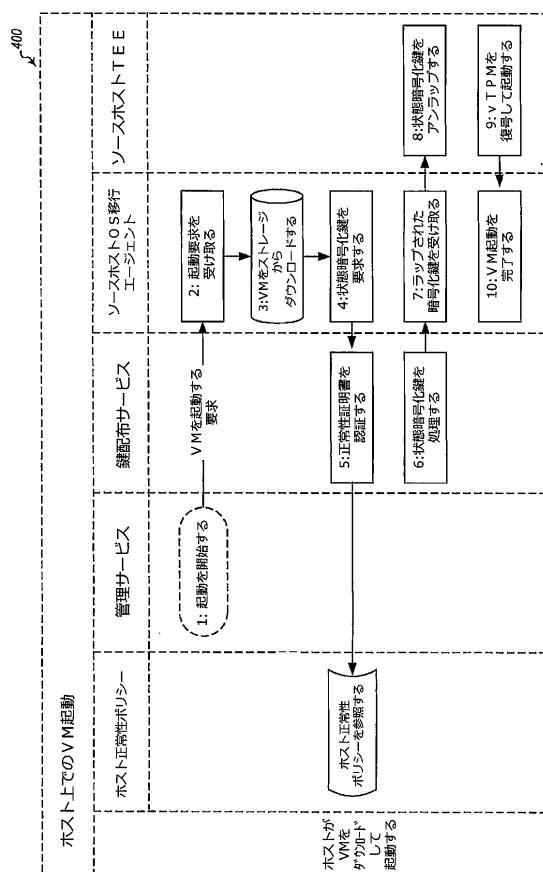 400
ホスト上でのVM起動
ホスト正常性ポリシー
管理サービス
鍵配布サービス
ソースホストOS移行
エージェント
ソースホストTEE
ホストが
VMを
ダウンロード
して
起動する
1: 起動を開始する
VMを起動する
要求
2: 起動要求を
受け取る
3:VMをストレージ
から
ダウンロードする
4:状態暗号化鍵を
要求する
5:正常性証明書を
認証する
ホスト正常性
ポリシーを参照する
6:状態暗号化鍵を
処理する
7:ラップされた
暗号化鍵を受け取る
8:状態暗号化鍵を
アンラップする
9:vTPMを
復号して起動する
10:VM起動を
完了する